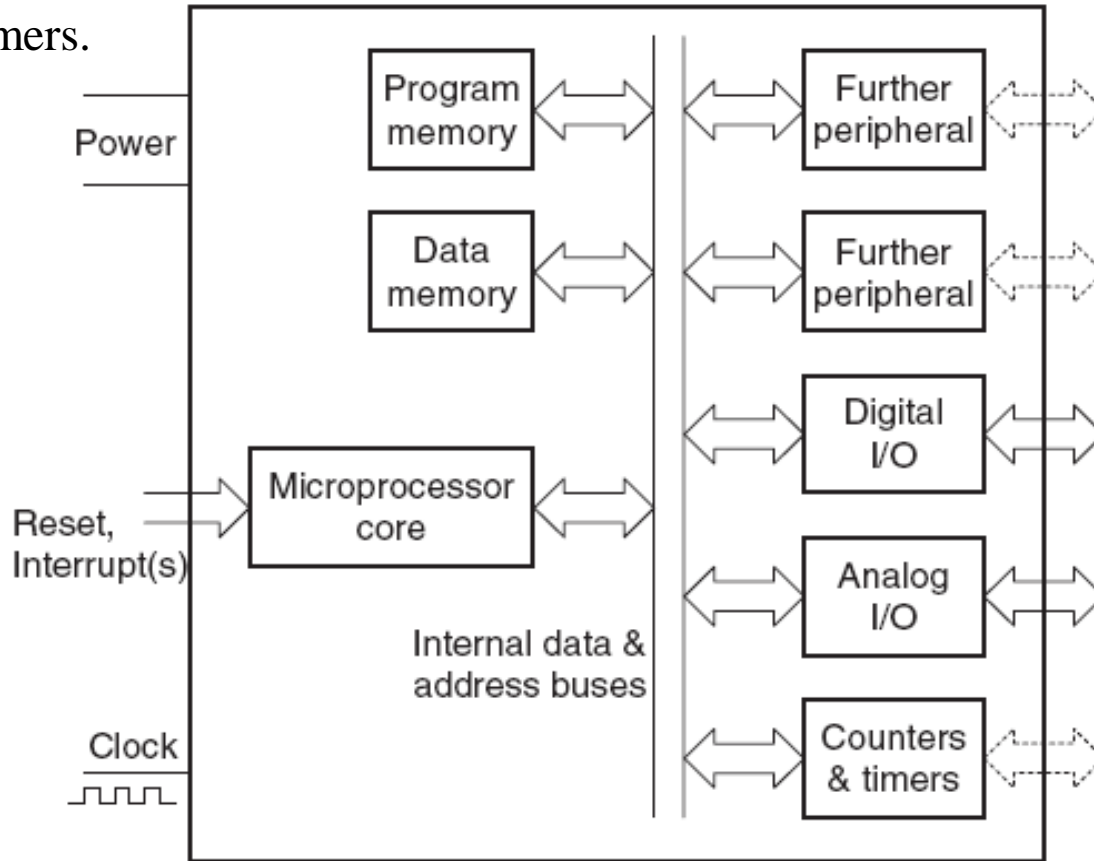 mers.
Program
memory
Further
peripheral
Power
Data
memory
Further
peripheral
Digital
I/O
Microprocessor
core
Reset,
Interrupt(s)
Analog
I/O
Internal data &
address buses
Clock
Counters
& timers